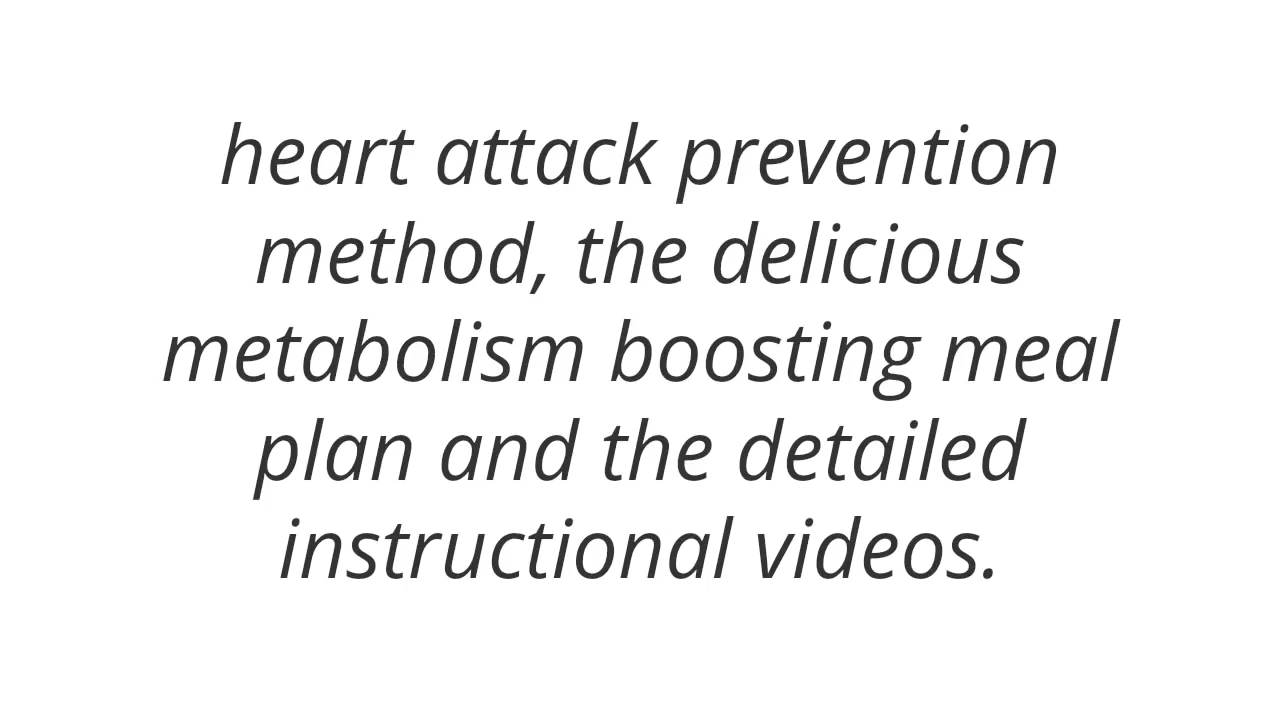 heart attack prevention
method, the delicious
metabolism boosting meal
plan and the detailed
instructional videos.